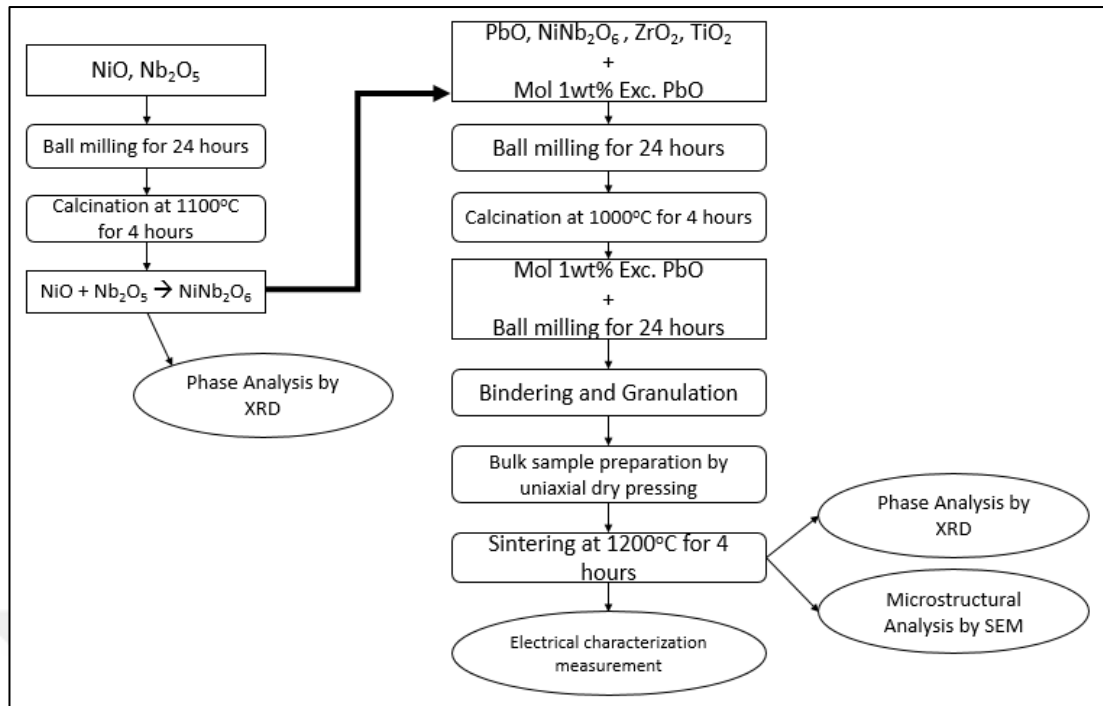 NiO, Nb₂O₅
Ball milling for 24 hours
Calcination at 1100°C
for 4 hours
NiO + Nb₂O₅ → NiNb₂O₆
Phase Analysis by
XRD
PbO, NiNb₂O₆ , ZrO₂, TiO₂
+
Mol 1wt% Exc. PbO
Ball milling for 24 hours
Calcination at 1000°C for 4 hours
Mol 1wt% Exc. PbO
+
Ball milling for 24 hours
Bindering and Granulation
Bulk sample preparation by
uniaxial dry pressing
Sintering at 1200°C for 4
hours
Phase Analysis by
XRD
Microstructural
Analysis by SEM
Electrical characterization
measurement